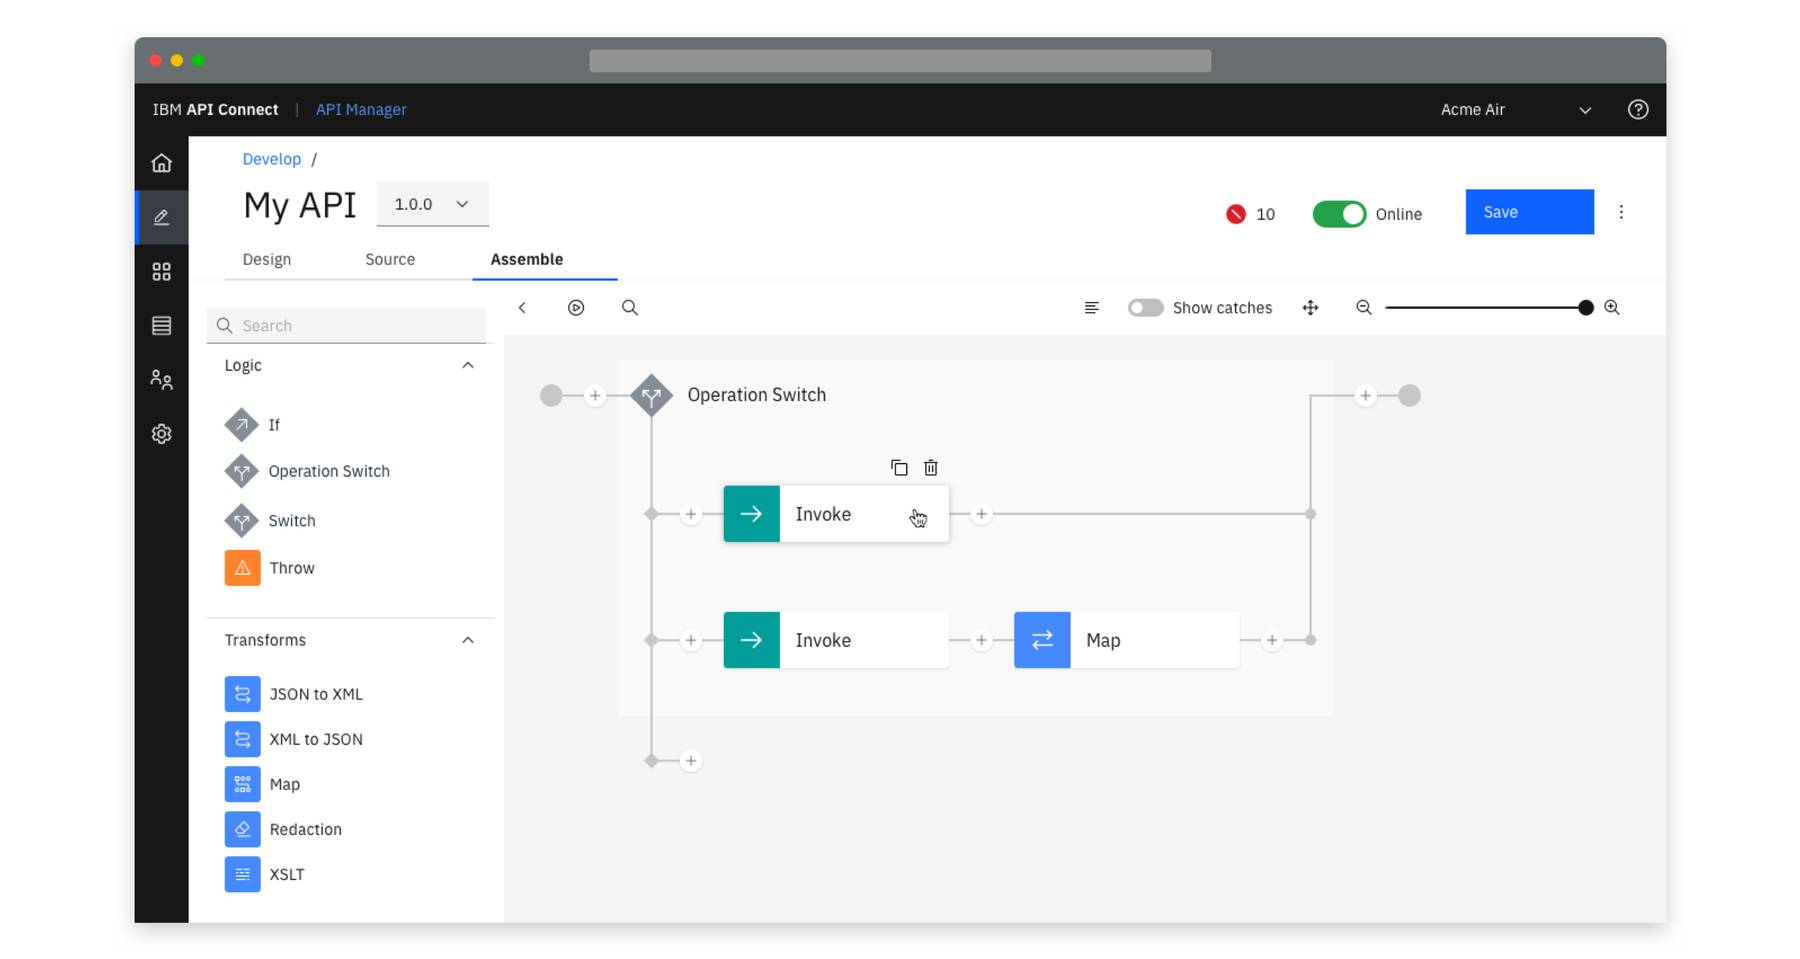 IBM API Connect | API Manager
Acme Air
Develop /
My API
1.0.0
10
Online
Save
Design
Source
Assemble
Search
Show catches
Logic
If
Operation Switch
Switch
Throw
Transforms
JSON to XML
XML to JSON
Map
Redaction
XSLT
Operation Switch
Invoke
Invoke
Map